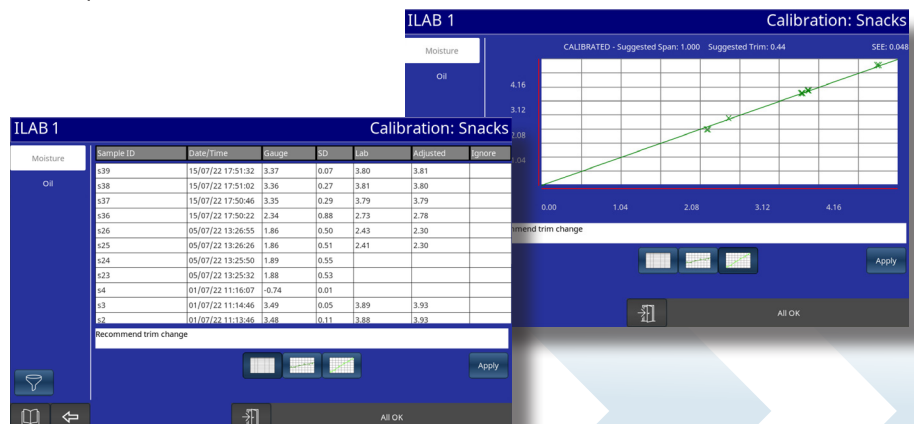 ILAB 1 Calibration: Snacks
Moisture
Oil
CALIBRATED - Suggested Span: 1.000 Suggested Trim: 0.44 SEE: 0.048
4.16
3.12
2.08
1.04
0.00 1.04 2.08 3.12 4.16
mmend trim change
Apply
All OK
ILAB 1 Calibration: Snacks
Moisture
Oil
Sample ID Date/Time Gauge SD Lab Adjusted Ignore
s39 15/07/22 17:51:32 3.37 0.07 3.80 3.81
s38 15/07/22 17:51:02 3.36 0.27 3.81 3.80
s37 15/07/22 17:50:46 3.35 0.29 3.79 3.79
s36 15/07/22 17:50:22 2.34 0.88 2.73 2.78
s26 05/07/22 13:26:55 1.86 0.50 2.43 2.30
s25 05/07/22 13:26:26 1.86 0.51 2.41 2.30
s24 05/07/22 13:25:50 1.89 0.55
s23 05/07/22 13:25:32 1.88 0.53
s4 01/07/22 11:16:07 -0.74 0.01
s3 01/07/22 11:14:46 3.49 0.05 3.89 3.93
s2 01/07/22 11:13:46 3.48 0.11 3.88 3.93
Recommend trim change
Apply
All OK